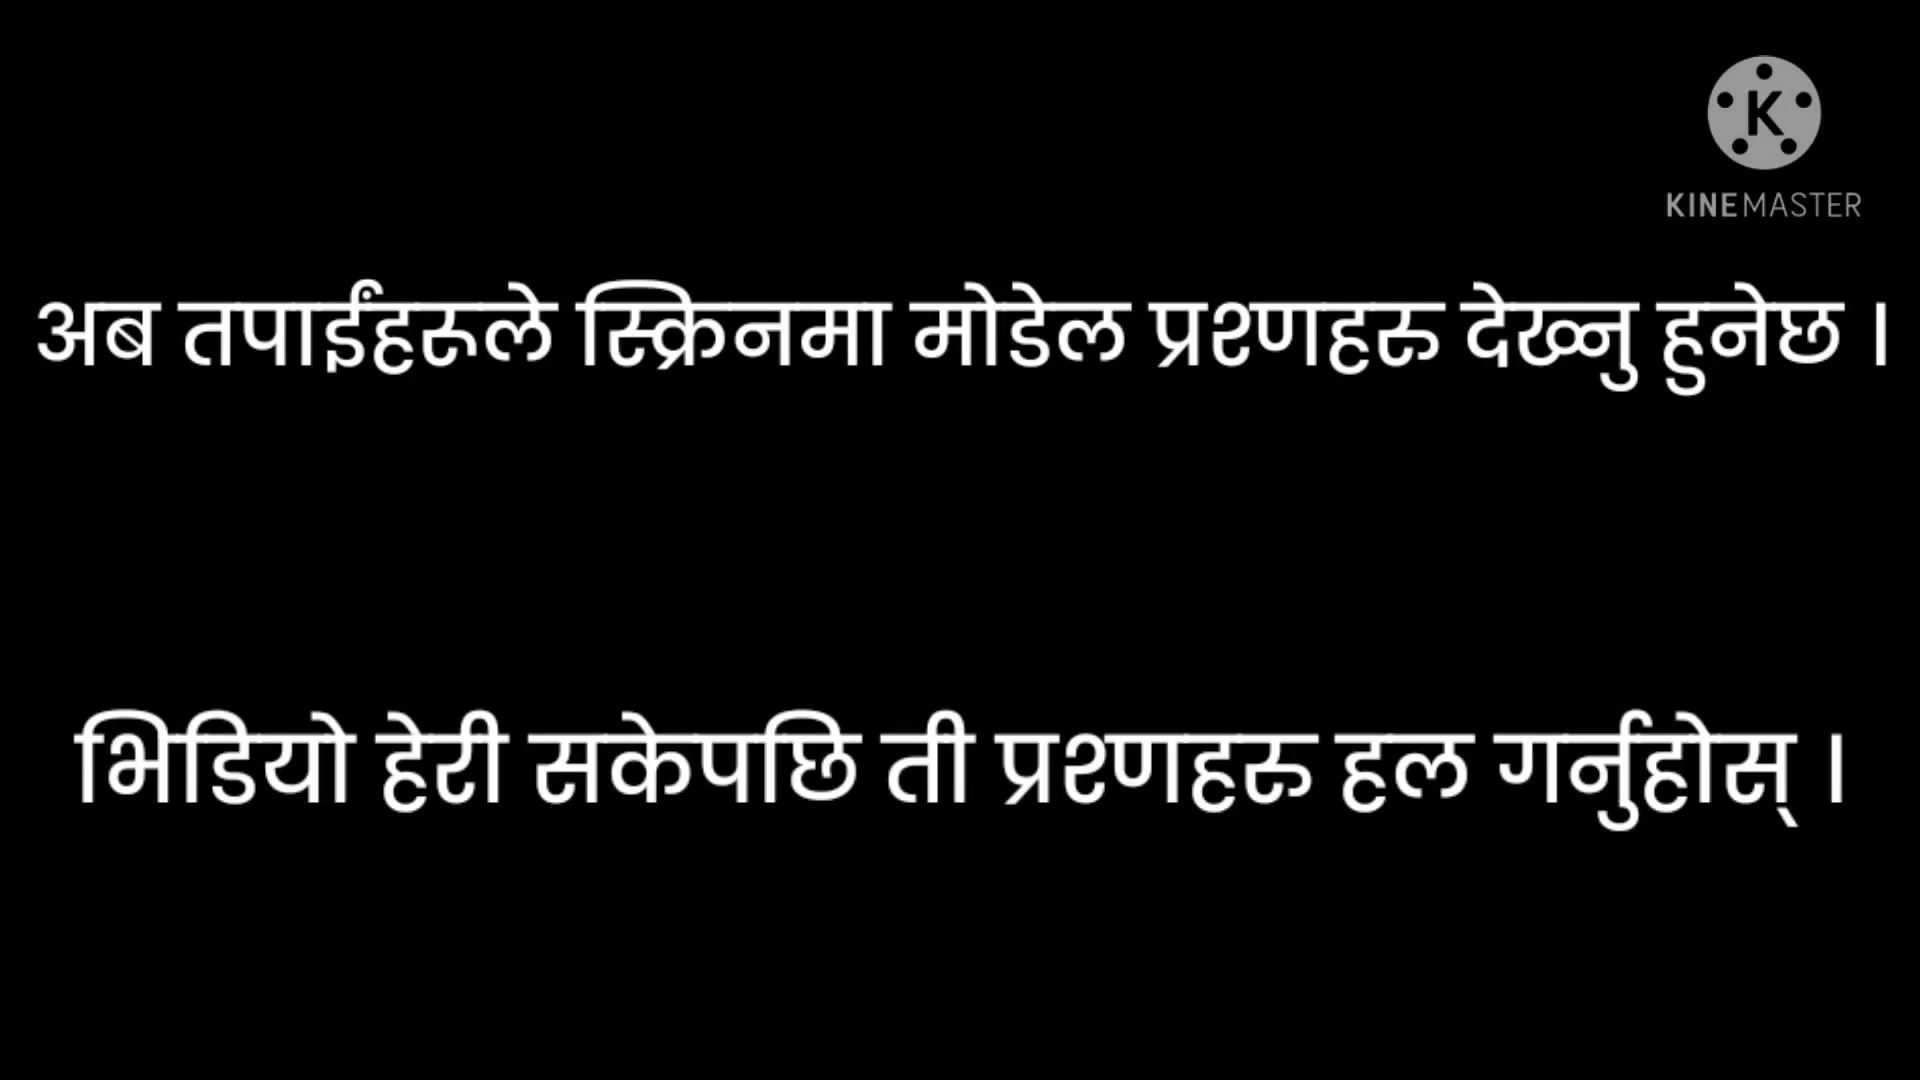 K
KINEMASTER
अब तपाईंहरूले स्क्रिनमा मोडेल प्रश्णहरु देख्नु हुनेछ ।
भिडियो हेरी सकेपछि ती प्रश्णहरु हल गर्नुहोस् ।